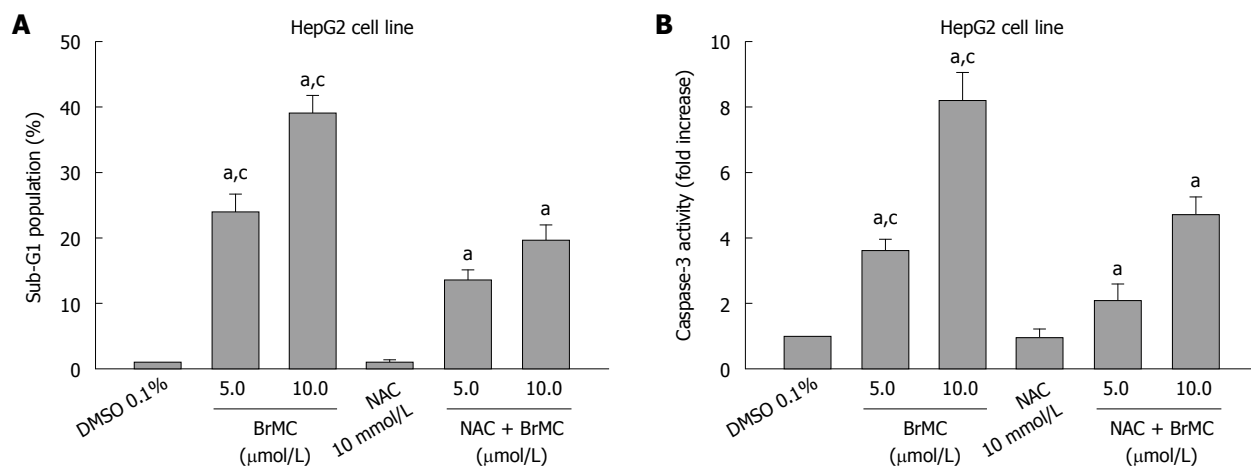 A
HepG2 cell line
Sub-G1 population (%)
50
40
30
20
10
0
a,c
a,c
a
a
DMSO 0.1%
5.0
10.0
BrMC
(μmol/L)
NAC
10 mmol/L
5.0
10.0
NAC + BrMC
(μmol/L)
B
HepG2 cell line
Caspase-3 activity (fold increase)
10
8
6
4
2
0
a,c
a,c
a
a
DMSO 0.1%
5.0
10.0
BrMC
(μmol/L)
NAC
10 mmol/L
5.0
10.0
NAC + BrMC
(μmol/L)